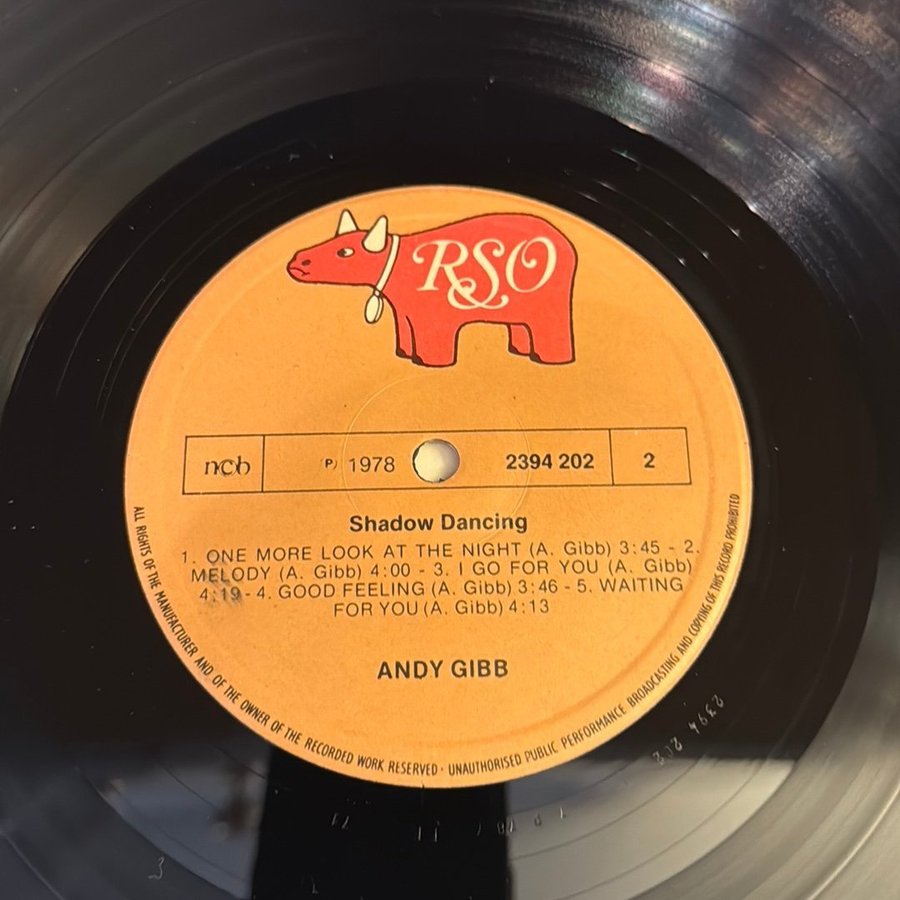 RSO
ncb
℗ 1978
2394 202
2
Shadow Dancing
1. ONE MORE LOOK AT THE NIGHT (A. Gibb) 3:45 - 2.
MELODY (A. Gibb) 4:00 - 3. I GO FOR YOU (A. Gibb)
4:19 - 4. GOOD FEELING (A. Gibb) 3:46 - 5. WAITING
FOR YOU (A. Gibb) 4:13
ANDY GIBB
ALL RIGHTS OF THE MANUFACTURER AND OF THE OWNER OF THE RECORDED WORK RESERVED · UNAUTHORISED PUBLIC PERFORMANCE BROADCASTING AND COPYING OF THIS RECORD PROHIBITED
2394 202
3